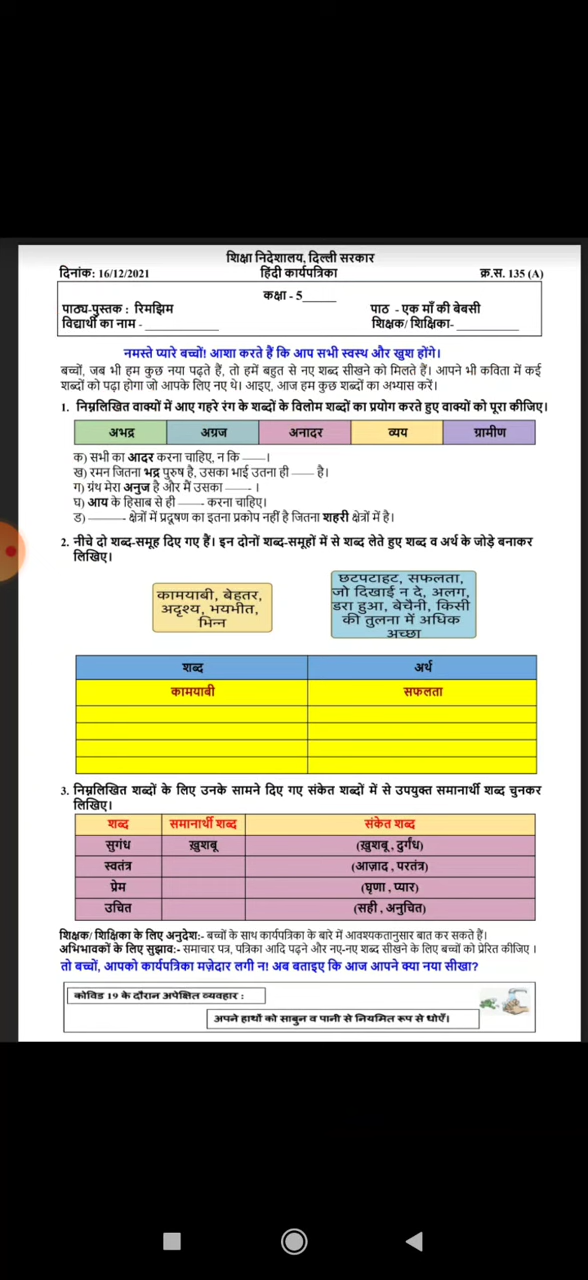 शिक्षा निदेशालय, दिल्ली सरकार
दिनांक: 16/12/2021 हिंदी कार्यपत्रिका क्र.स. 135 (A)
कक्षा - 5______
पाठ्य-पुस्तक : रिमझिम पाठ - एक माँ की बेबसी
विद्यार्थी का नाम - ____________ शिक्षक/ शिक्षिका- __________
नमस्ते प्यारे बच्चों! आशा करते हैं कि आप सभी स्वस्थ और खुश होंगे।
बच्चों, जब भी हम कुछ नया पढ़ते हैं, तो हमें बहुत से नए शब्द सीखने को मिलते हैं। आपने भी कविता में कई
शब्दों को पढ़ा होगा जो आपके लिए नए थे। आइए, आज हम कुछ शब्दों का अभ्यास करें।
1. निम्नलिखित वाक्यों में आए गहरे रंग के शब्दों के विलोम शब्दों का प्रयोग करते हुए वाक्यों को पूरा कीजिए।
अभद्र अग्रज अनादर व्यय ग्रामीण
क) सभी का आदर करना चाहिए, न कि ——।
ख) रमन जितना भद्र पुरुष है, उसका भाई उतना ही —— है।
ग) ग्रंथ मेरा अनुज है और मैं उसका —— ।
घ) आय के हिसाब से ही —— करना चाहिए।
ड) ——— क्षेत्रों में प्रदूषण का इतना प्रकोप नहीं है जितना शहरी क्षेत्रों में है।
2. नीचे दो शब्द-समूह दिए गए हैं। इन दोनों शब्द-समूहों में से शब्द लेते हुए शब्द व अर्थ के जोड़े बनाकर
लिखिए।
कामयाबी, बेहतर,
अदृश्य, भयभीत,
भिन्न
छटपटाहट, सफलता,
जो दिखाई न दे, अलग,
डरा हुआ, बेचैनी, किसी
की तुलना में अधिक
अच्छा
शब्द अर्थ
कामयाबी सफलता
3. निम्नलिखित शब्दों के लिए उनके सामने दिए गए संकेत शब्दों में से उपयुक्त समानार्थी शब्द चुनकर
लिखिए।
शब्द समानार्थी शब्द संकेत शब्द
सुगंध ख़ुशबू (ख़ुशबू , दुर्गंध)
स्वतंत्र (आज़ाद , परतंत्र)
प्रेम (घृणा , प्यार)
उचित (सही , अनुचित)
शिक्षक/ शिक्षिका के लिए अनुदेश:- बच्चों के साथ कार्यपत्रिका के बारे में आवश्यकतानुसार बात कर सकते हैं।
अभिभावकों के लिए सुझाव:- समाचार पत्र, पत्रिका आदि पढ़ने और नए-नए शब्द सीखने के लिए बच्चों को प्रेरित कीजिए ।
तो बच्चों, आपको कार्यपत्रिका मज़ेदार लगी न! अब बताइए कि आज आपने क्या नया सीखा?
कोविड 19 के दौरान अपेक्षित व्यवहार :
अपने हाथों को साबुन व पानी से नियमित रूप से धोएँ।